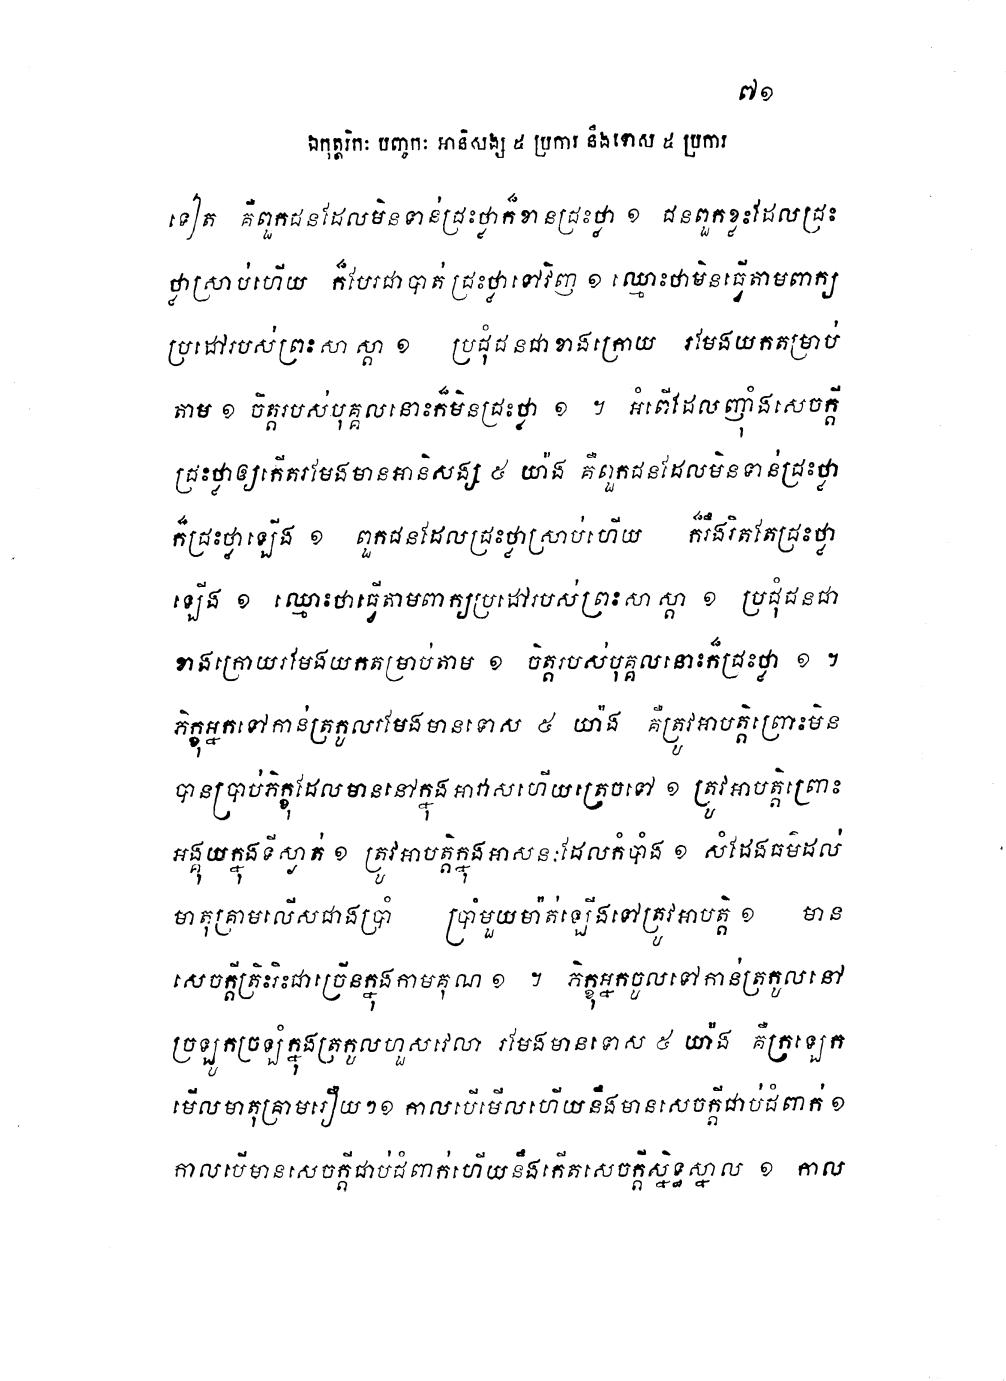 ៧១
ឯកុត្តរិកៈ បញ្ចកៈ អានិសង្ស ៥ ប្រការ នឹងទោស ៥ ប្រការ
ទៀត គឺពួកជនដែលមិនទាន់ជ្រះថ្លាក៏ខានជ្រះថ្លា ១ ជនពួកខ្លះដែលជ្រះ
ថ្លាស្រាប់ហើយ ក៏បែរជាបាត់ជ្រះថ្លាទៅវិញ ១ ឈ្មោះថាមិនធ្វើតាមពាក្យ
ប្រដៅរបស់ព្រះសាស្តា ១ ប្រជុំជនជាខាងក្រោយ រមែងយកតម្រាប់
តាម ១ ចិត្តរបស់បុគ្គលនោះក៏មិនជ្រះថ្លា ១ ។ អំពើដែលញុំាងសេចក្តី
ជ្រះថ្លាឲ្យកើតរមែងមានអានិសង្ស ៥ យ៉ាង គឺពួកជនដែលមិនទាន់ជ្រះថ្លា
ក៏ជ្រះថ្លាឡើង ១ ពួកជនដែលជ្រះថ្លាស្រាប់ហើយ ក៏រឹងរិតតែជ្រះថ្លា
ឡើង ១ ឈ្មោះថាធ្វើតាមពាក្យប្រដៅរបស់ព្រះសាស្តា ១ ប្រជុំជនជា
ខាងក្រោយរមែងយកតម្រាប់តាម ១ ចិត្តរបស់បុគ្គលនោះក៏ជ្រះថ្លា ១ ។
ភិក្ខុអ្នកទៅកាន់ត្រកូលរមែងមានទោស ៥ យ៉ាង គឺត្រូវអាបត្តិព្រោះមិន
បានប្រាប់ភិក្ខុដែលមាននៅក្នុងអាវាសហើយត្រេចទៅ ១ ត្រូវអាបត្តិព្រោះ
អង្គុយក្នុងទីស្ងាត់ ១ ត្រូវអាបត្តិក្នុងអាសនៈដែលកំបាំង ១ សំដែងធម៌ដល់
មាតុគ្រាមលើសជាងប្រាំ ប្រាំមួយម៉ាត់ឡើងទៅត្រូវអាបត្តិ ១ មាន
សេចក្តីត្រិះរិះជាច្រើនក្នុងកាមគុណ ១ ។ ភិក្ខុអ្នកចូលទៅកាន់ត្រកូលនៅ
ច្រឡូកច្រឡំក្នុងត្រកូលហួសវេលា រមែងមានទោស ៥ យ៉ាង គឺក្រឡេក
មើលមាតុគ្រាមរឿយៗ១ កាលបើមើលហើយនឹងមានសេចក្តីជាប់ដំពាក់ ១
កាលបើមានសេចក្តីជាប់ដំពាក់ហើយនឹងកើតសេចក្តីស្និទ្ធស្នាល ១ កាល